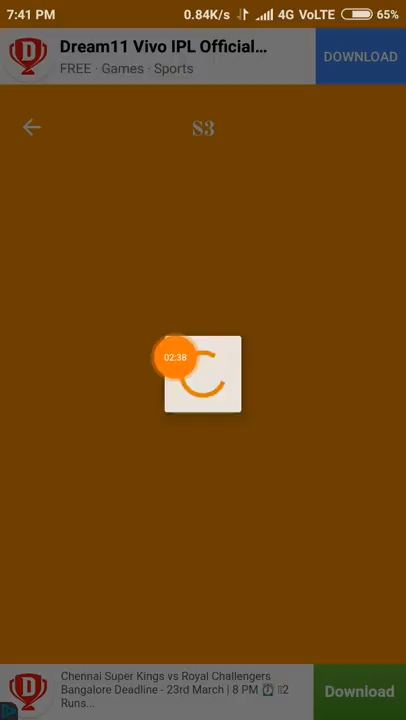 7:41 PM 0.84K/s 4G VoLTE 65%
Dream11 Vivo IPL Official...
FREE · Games · Sports
DOWNLOAD
S3
02:38
Chennai Super Kings vs Royal Challengers
Bangalore Deadline - 23rd March | 8 PM ⏰ 2
Runs...
Download